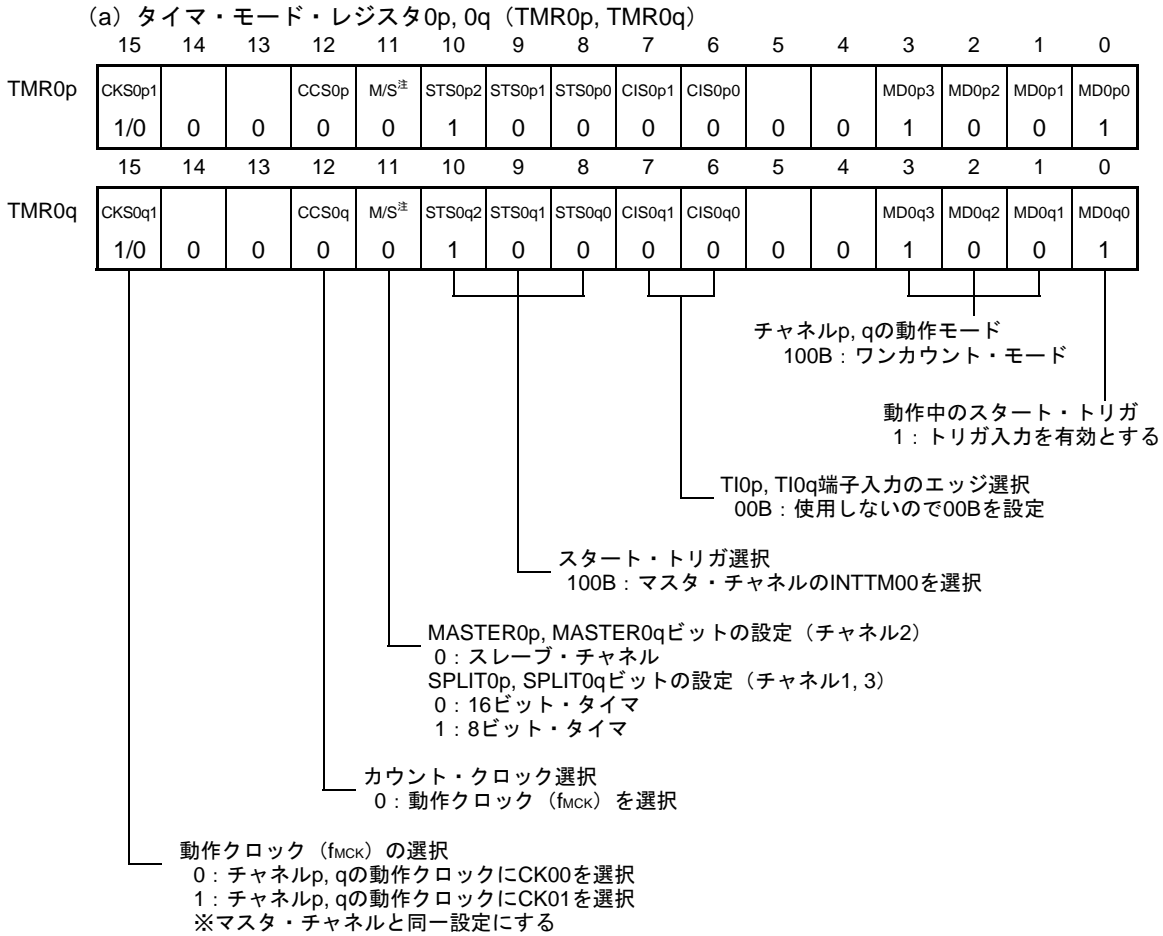 （a）タイマ・モード・レジスタ0p, 0q（TMR0p, TMR0q）
15 14 13 12 11 10 9 8 7 6 5 4 3 2 1 0
TMR0p CKS0p1 CCS0p M/S注 STS0p2 STS0p1 STS0p0 CIS0p1 CIS0p0 MD0p3 MD0p2 MD0p1 MD0p0
1/0 0 0 0 0 1 0 0 0 0 0 0 1 0 0 1
15 14 13 12 11 10 9 8 7 6 5 4 3 2 1 0
TMR0q CKS0q1 CCS0q M/S注 STS0q2 STS0q1 STS0q0 CIS0q1 CIS0q0 MD0q3 MD0q2 MD0q1 MD0q0
1/0 0 0 0 0 1 0 0 0 0 0 0 1 0 0 1
チャネルp, qの動作モード
100B：ワンカウント・モード
動作中のスタート・トリガ
1：トリガ入力を有効とする
TI0p, TI0q端子入力のエッジ選択
00B：使用しないので00Bを設定
スタート・トリガ選択
100B：マスタ・チャネルのINTTM00を選択
MASTER0p, MASTER0qビットの設定（チャネル2）
0：スレーブ・チャネル
SPLIT0p, SPLIT0qビットの設定（チャネル1, 3）
0：16ビット・タイマ
1：8ビット・タイマ
カウント・クロック選択
0：動作クロック（fMCK）を選択
動作クロック（fMCK）の選択
0：チャネルp, qの動作クロックにCK00を選択
1：チャネルp, qの動作クロックにCK01を選択
※マスタ・チャネルと同一設定にする